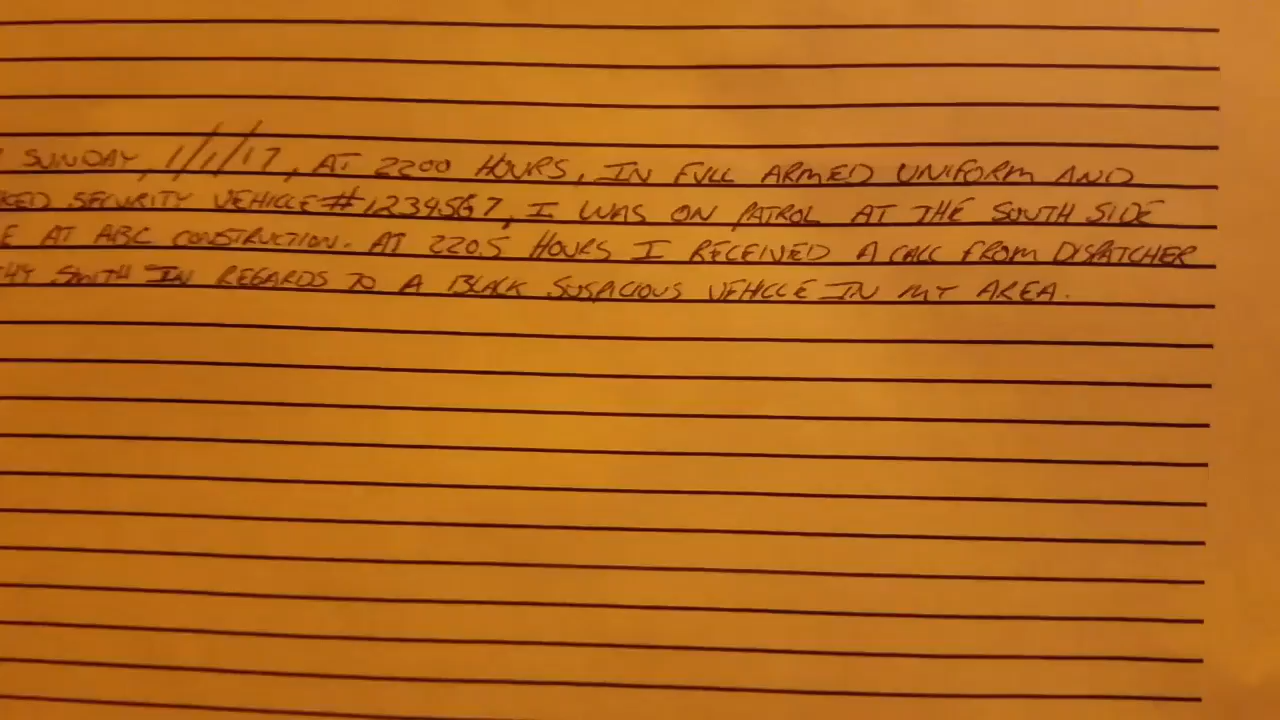 SUNDAY, 1/1/17, AT 2200 HOURS, IN FULL ARMED UNIFORM AND
SECURITY VEHICLE #1234567, I WAS ON PATROL AT THE SOUTH SIDE
E AT ABC CONSTRUCTION. AT 2205 HOURS I RECEIVED A CALL FROM DISPATCHER
SMITH IN REGARDS TO A BLACK SUSPACIOUS VEHICLE IN MY AREA.